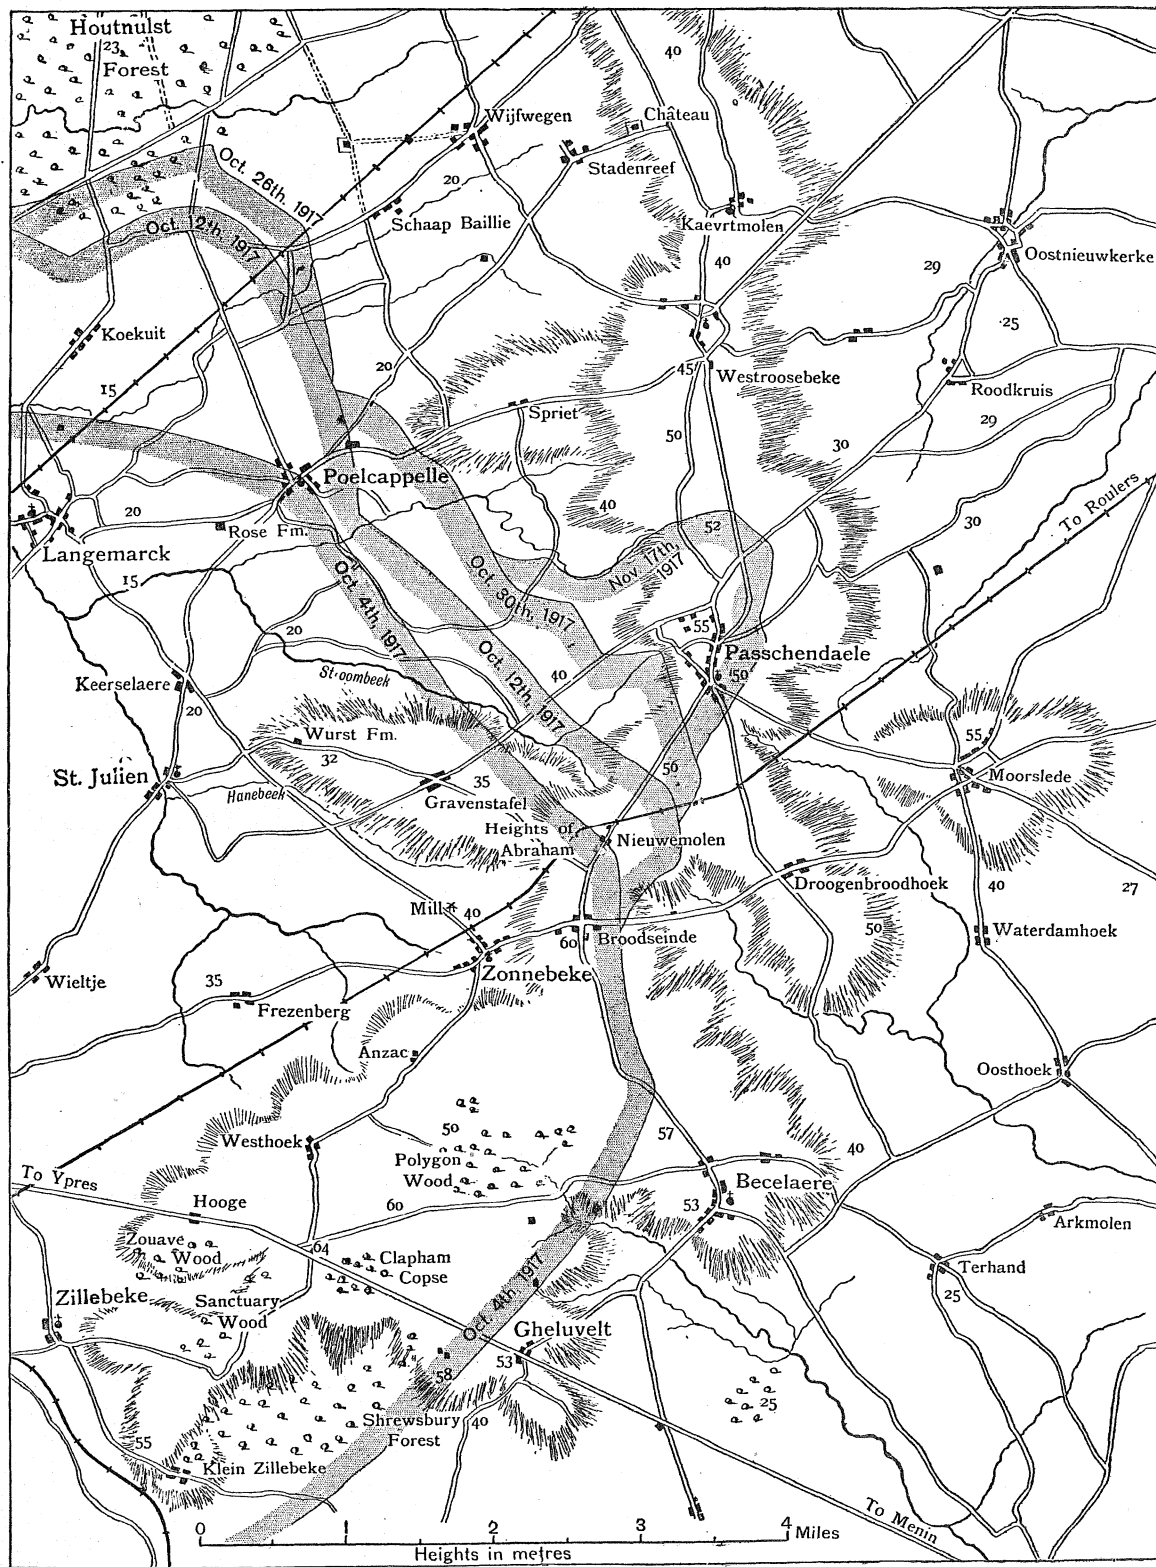 Houtnulst
23
Forest
40
Château
Wijfwegen
Stadenreef
20
Oct. 26th, 1917
Oct. 12th, 1917
Schaap Baillie
Kaevrtmolen
40
Oostnieuwkerke
29
25
Koekuit
20
15
45
Westroosebeke
Roodkruis
Spriet
29
50
30
Poelcappelle
40
20
Rose Fm.
52
30
To Roulers
Langemarck
15
Oct. 4th, 1917
Oct. 30th, 1917
Nov. 17th,
1917
20
55
Passchendaele
50
Stroombeek
40
Oct. 12th, 1917
Keerselaere
20
Wurst Fm.
32
55
St. Julien
35
56
Moorslede
Hanebeek
Gravenstafel
Heights of
Abraham
Nieuwemolen
Droogenbroodhoek
40
27
Mill
40
50
60
Broodseinde
Waterdamhoek
Zonnebeke
Wieltje
35
Frezenberg
Anzac
Oosthoek
50
57
Westhoek
40
Polygon
Wood
To Ypres
Becelaere
Hooge
60
53
Arkmolen
Zouave
Wood
64
Clapham
Copse
Terhand
Zillebeke
Sanctuary
Wood
25
Oct. 4th, 1917
Gheluvelt
53
58
25
Shrewsbury
Forest
40
55
Klein Zillebeke
To Menin
0 1 2 3 4 Miles
Heights in metres